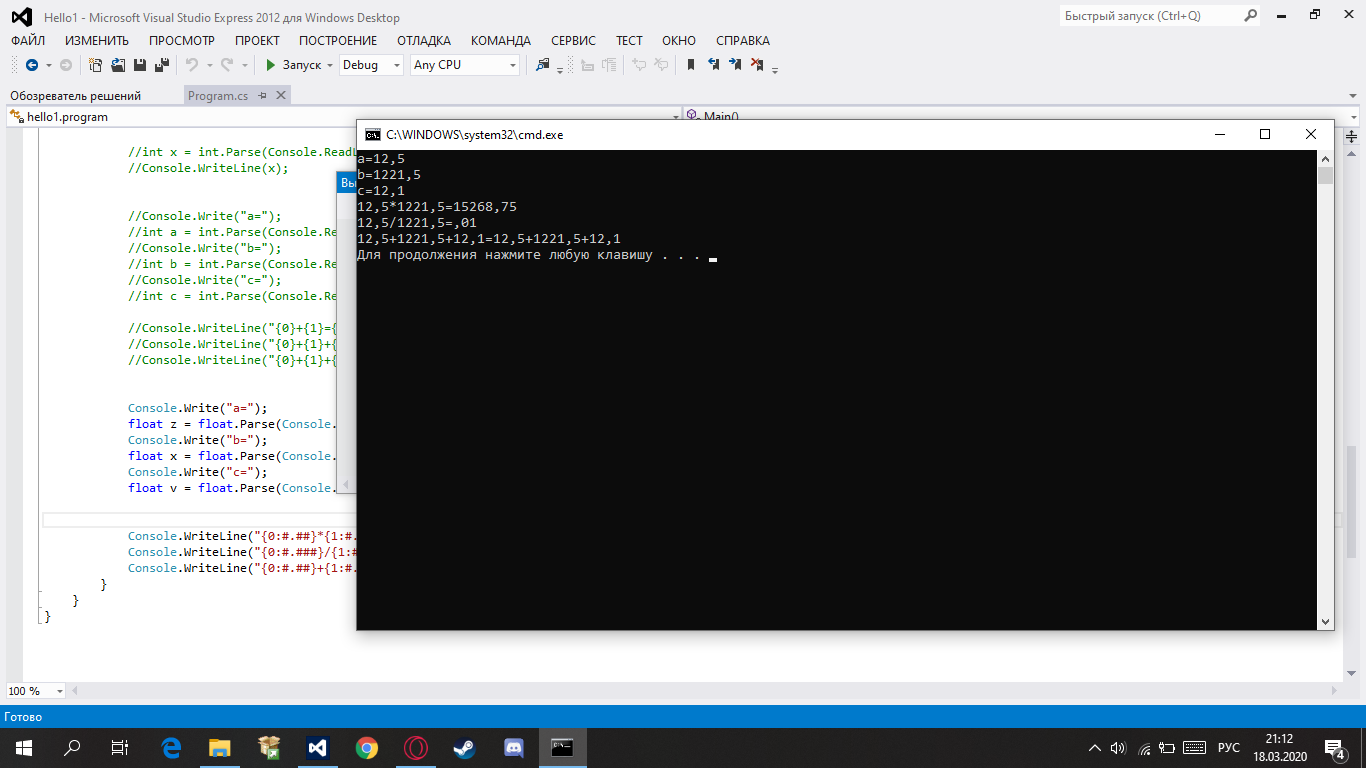 Hello1 - Microsoft Visual Studio Express 2012 для Windows Desktop
Быстрый запуск (Ctrl+Q)
ФАЙЛ ИЗМЕНИТЬ ПРОСМОТР ПРОЕКТ ПОСТРОЕНИЕ ОТЛАДКА КОМАНДА СЕРВИС ТЕСТ ОКНО СПРАВКА
Запуск Debug Any CPU
Обозреватель решений Program.cs
hello1.program Main()
C:\WINDOWS\system32\cmd.exe
a=12,5
b=1221,5
c=12,1
12,5*1221,5=15268,75
12,5/1221,5=,01
12,5+1221,5+12,1=12,5+1221,5+12,1
Для продолжения нажмите любую клавишу . . .
//int x = int.Parse(Console.ReadL
//Console.WriteLine(x);
Вы
//Console.Write("a=");
//int a = int.Parse(Console.Re
//Console.Write("b=");
//int b = int.Parse(Console.Re
//Console.Write("c=");
//int c = int.Parse(Console.Re
//Console.WriteLine("{0}+{1}={
//Console.WriteLine("{0}+{1}+{
//Console.WriteLine("{0}+{1}+{
Console.Write("a=");
float z = float.Parse(Console.
Console.Write("b=");
float x = float.Parse(Console.
Console.Write("c=");
float v = float.Parse(Console.
Console.WriteLine("{0:#.##}*{1:#.
Console.WriteLine("{0:#.###}/{1:#
Console.WriteLine("{0:#.##}+{1:#.
}
}
}
100 %
Готово
РУС
21:12
18.03.2020
4